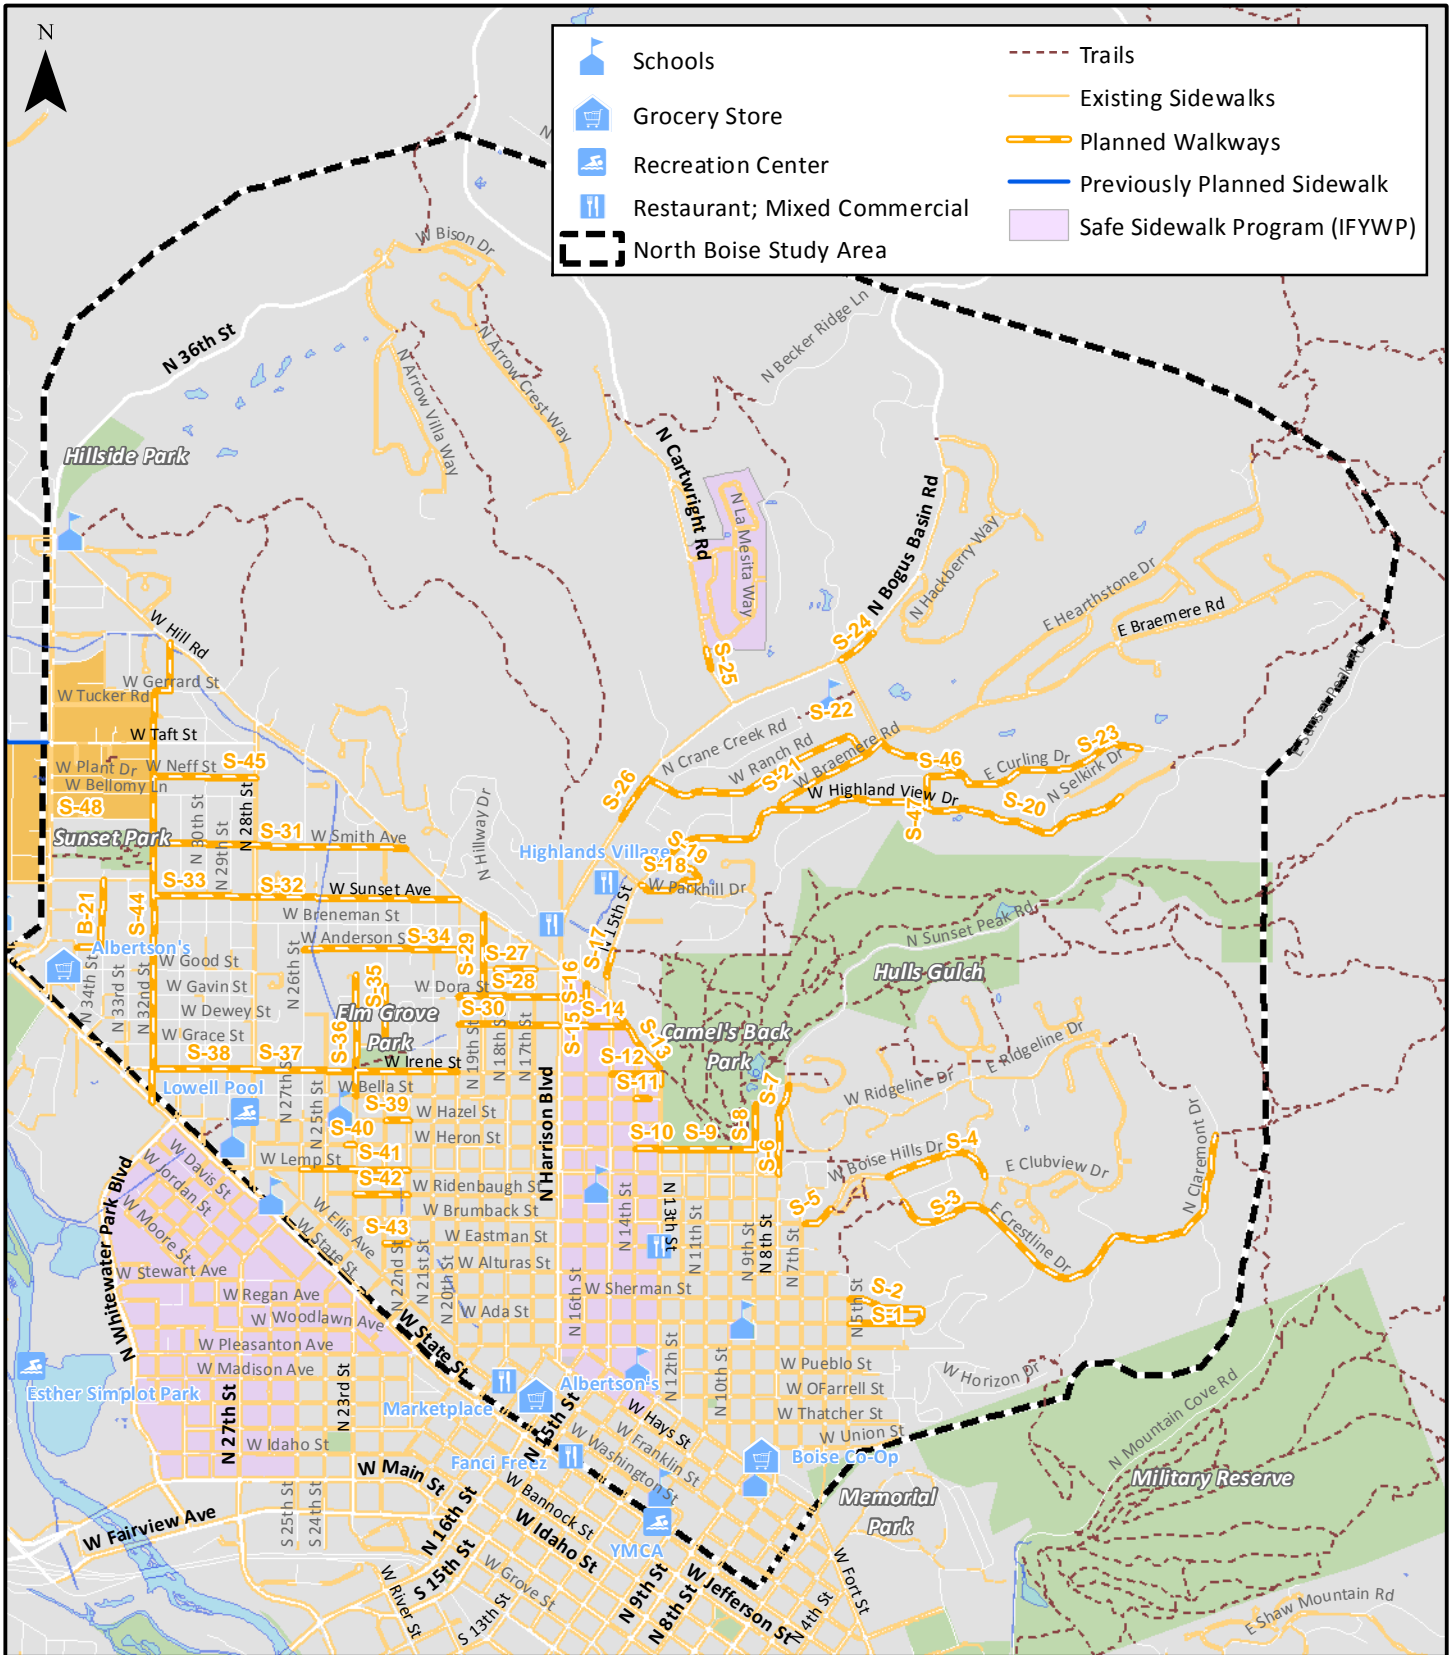 N
Schools
Grocery Store
Recreation Center
Restaurant; Mixed Commercial
North Boise Study Area
Trails
Existing Sidewalks
Planned Walkways
Previously Planned Sidewalk
Safe Sidewalk Program (IFYWP)
W Bison Dr
N 36th St
N Arrow Crest Way
N Arrow Villa Way
N Becker Ridge Ln
Hillside Park
N Cartwright Rd
N La Mesita Way
N Bogus Basin Rd
N Hackberry Way
E Hearthstone Dr
E Braemere Rd
W Hill Rd
S-24
S-25
W Gerrard St
W Tucker Rd
S-22
W Taft St
N Crane Creek Rd
W Ranch Rd
W Braemere Rd
S-21
S-46
S-23
E Curling Dr
N Selkirk Dr
W Plant Dr
W Neff St
S-45
W Bellomy Ln
S-26
W Highland View Dr
S-20
S-47
S-48
N 30th St
N 29th St
N 28th St
N Hillway Dr
Sunset Park
S-31
W Smith Ave
Highlands Village
S-19
S-18
W Parkhill Dr
S-33
S-32
W Sunset Ave
N 15th St
B-21
S-44
W Breneman St
W Anderson S
S-34
S-29
S-27
S-17
N Sunset Peak Rd
E Sunset Peak Rd
Albertson's
W Good St
N 26th St
Hulls Gulch
W Gavin St
S-35
W Dora St
S-28
S-16
N 34th St
N 33rd St
N 32nd St
W Dewey St
Elm Grove
Park
S-30
S-14
S-15
W Grace St
S-36
Camel's Back
Park
S-13
S-38
S-37
W Irene St
N 19th St
N 18th St
N 17th St
S-12
S-11
E Ridgeline Dr
W Ridgeline Dr
Lowell Pool
N 27th St
N 25th St
W Bella St
S-7
S-39
W Hazel St
S-40
W Heron St
S-10
S-9
S-8
S-6
W Boise Hills Dr
S-4
S-41
W Lemp St
E Clubview Dr
N Claremont Dr
N Harrison Blvd
W Davis St
W Jordan St
S-42
W Ridenbaugh St
N 14th St
N 13th St
S-5
S-3
E Crestline Dr
N Whitewater Park Blvd
W Moore St
W Ellis Ave
W Brumback St
S-43
W Eastman St
N 11th St
N 9th St
N 8th St
N 7th St
W State St
W Stewart Ave
N 22nd St
N 21st St
N 20th St
W Alturas St
W Sherman St
S-2
S-1
N 5th St
W Regan Ave
W Ada St
N 16th St
W Woodlawn Ave
W State St
W Pleasanton Ave
W Madison Ave
N 12th St
N 10th St
W Pueblo St
W Horizon Dr
Esther Simplot Park
N 27th St
N 23rd St
Albertson's
W OFarrell St
N Mountain Cove Rd
Marketplace
W Thatcher St
W Hays St
W Union St
W Idaho St
N 15th St
W Franklin St
W Washington St
Fanci Freez
Boise Co-Op
W Main St
Military Reserve
Memorial
Park
W Bannock St
S 25th St
S 24th St
W Fairview Ave
N 16th St
W Idaho St
YMCA
S 15th St
W Grove St
W River St
S 13th St
N 9th St
N 8th St
W Jefferson St
N 4th St
W Fort St
E Shaw Mountain Rd